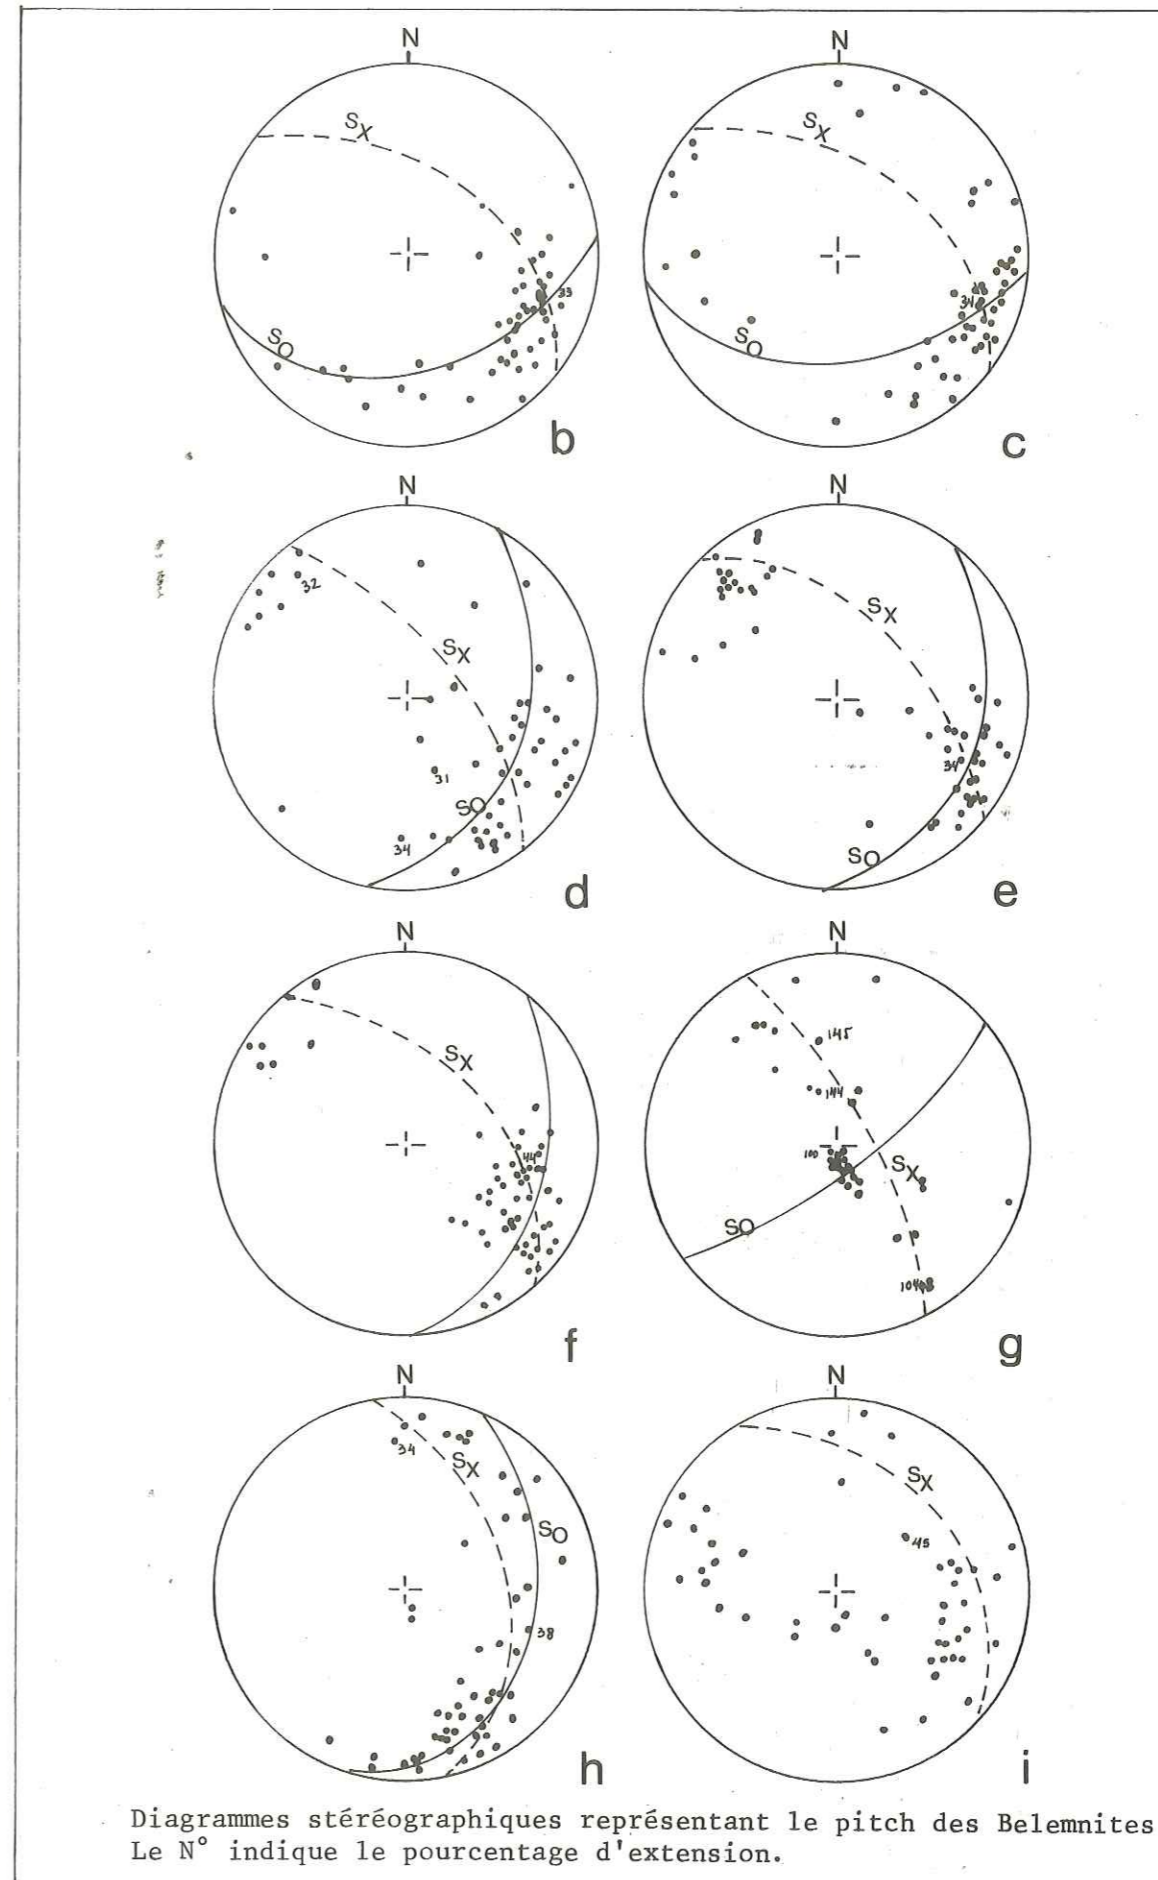 N
N
SX
SX
33
34
SO
SO
b
c
N
N
32
SX
SX
31
34
SO
34
SO
d
e
N
N
145
SX
144
44
100
SX
SO
104
f
g
N
N
34
SX
SX
SO
45
38
h
i
Diagrammes stéréographiques représentant le pitch des Belemnites
Le N° indique le pourcentage d'extension.